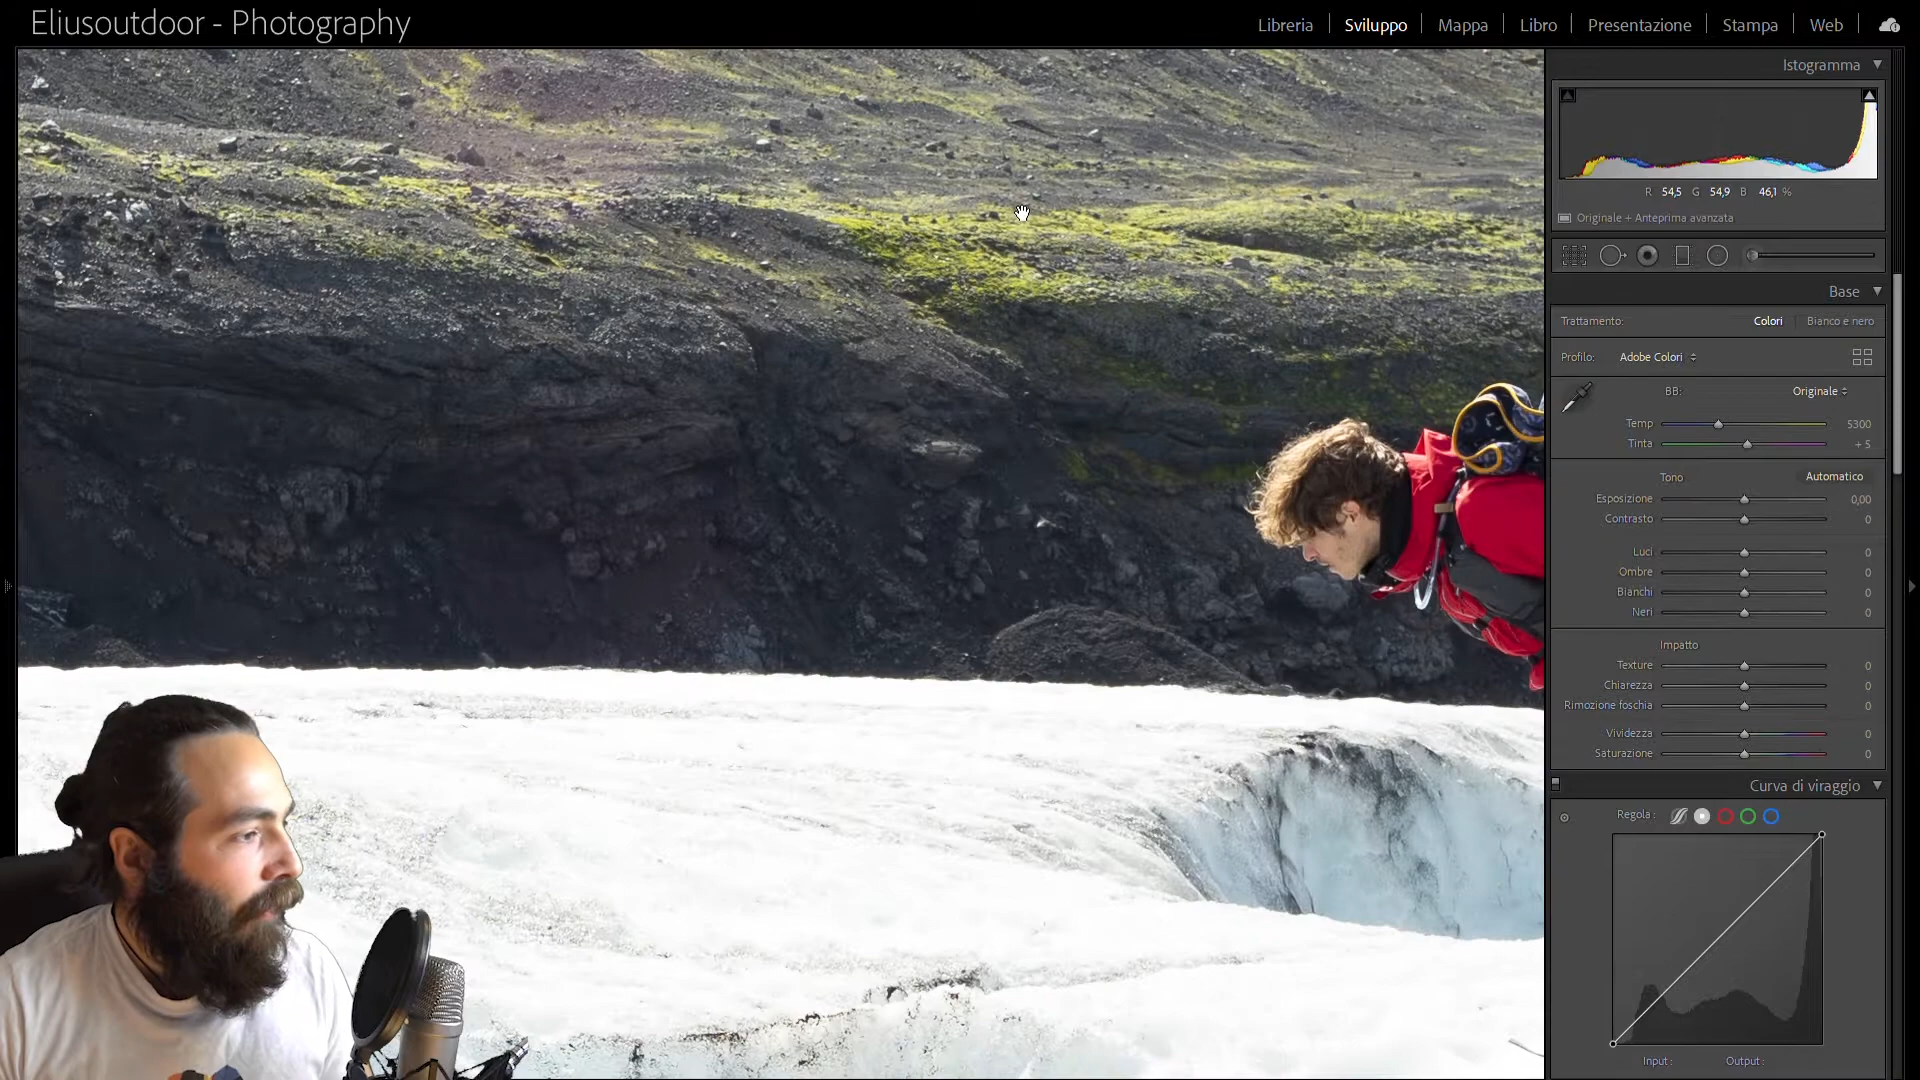 Eliusoutdoor - Photography
Libreria | Sviluppo | Mappa | Libro | Presentazione | Stampa | Web
Istogramma
R 54,5 G 54,9 B 46,1 %
Originale + Anteprima avanzata
Base
Trattamento: Colori Bianco e nero
Profilo: Adobe Colori
BB: Originale
Temp 5300
Tinta + 5
Tono Automatico
Esposizione 0,00
Contrasto 0
Luci 0
Ombre 0
Bianchi 0
Neri 0
Impatto
Texture 0
Chiarezza 0
Rimozione foschia 0
Vividezza 0
Saturazione 0
Curva di viraggio
Regola:
Input: Output: